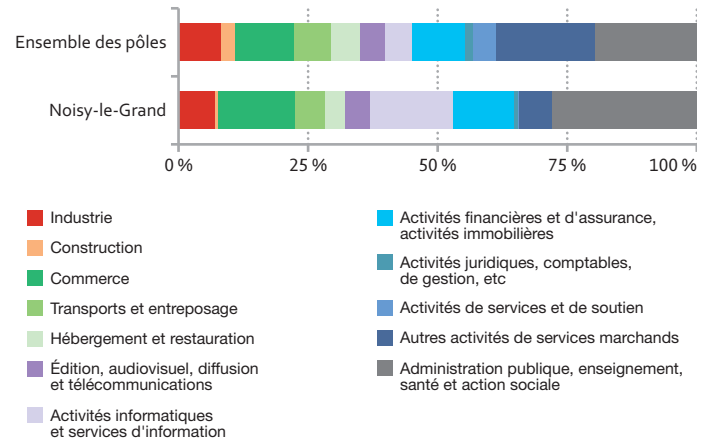 Ensemble des pôles
Noisy-le-Grand
0 %
25 %
50 %
75 %
100 %
Industrie
Construction
Commerce
Transports et entreposage
Hébergement et restauration
Édition, audiovisuel, diffusion
et télécommunications
Activités informatiques
et services d'information
Activités financières et d'assurance,
activités immobilières
Activités juridiques, comptables,
de gestion, etc
Activités de services et de soutien
Autres activités de services marchands
Administration publique, enseignement,
santé et action sociale